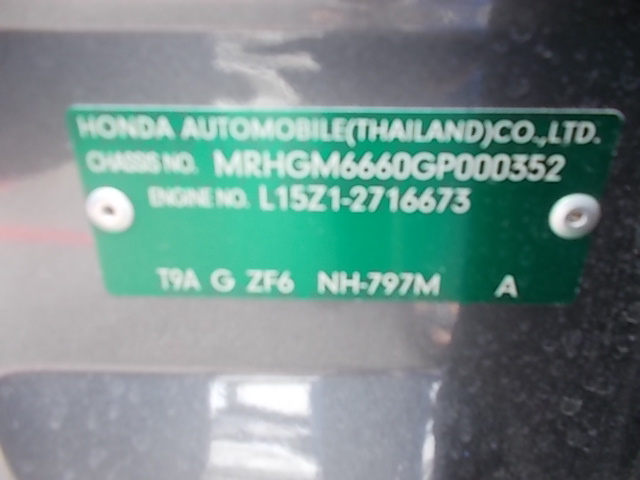 HONDA AUTOMOBILE(THAILAND)CO.,LTD.
CHASSIS NO. MRHGM6660GP000352
ENGINE NO. L15Z1-2716673
T9A G ZF6 NH-797M A